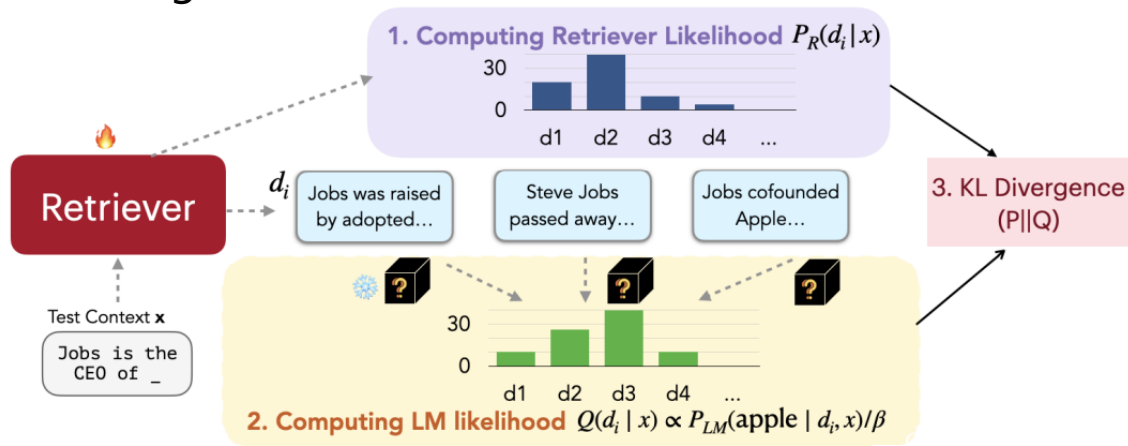 1. Computing Retriever Likelihood P_R(d_i|x)
30
0
d1 d2 d3 d4 ...
Retriever
d_i
Jobs was raised
by adopted…
Steve Jobs
passed away…
Jobs cofounded
Apple…
3. KL Divergence
(P||Q)
?
?
?
Test Context x
Jobs is the
CEO of _
30
0
d1 d2 d3 d4 ...
2. Computing LM likelihood Q(d_i | x) ∝ P_LM(apple | d_i, x)/β